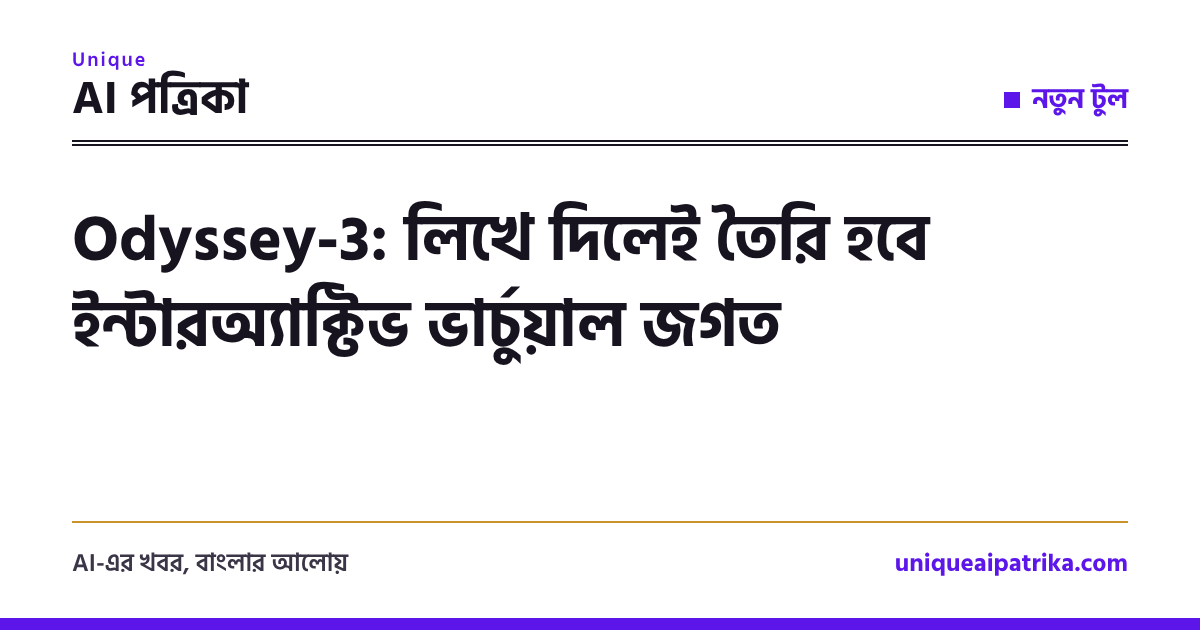 Unique
AI পত্রিকা
নতুন টুল
Odyssey-3: লিখে দিলেই তৈরি হবে
ইন্টারঅ্যাক্টিভ ভার্চুয়াল জগত
AI-এর খবর, বাংলার আলোয়
uniqueaipatrika.com